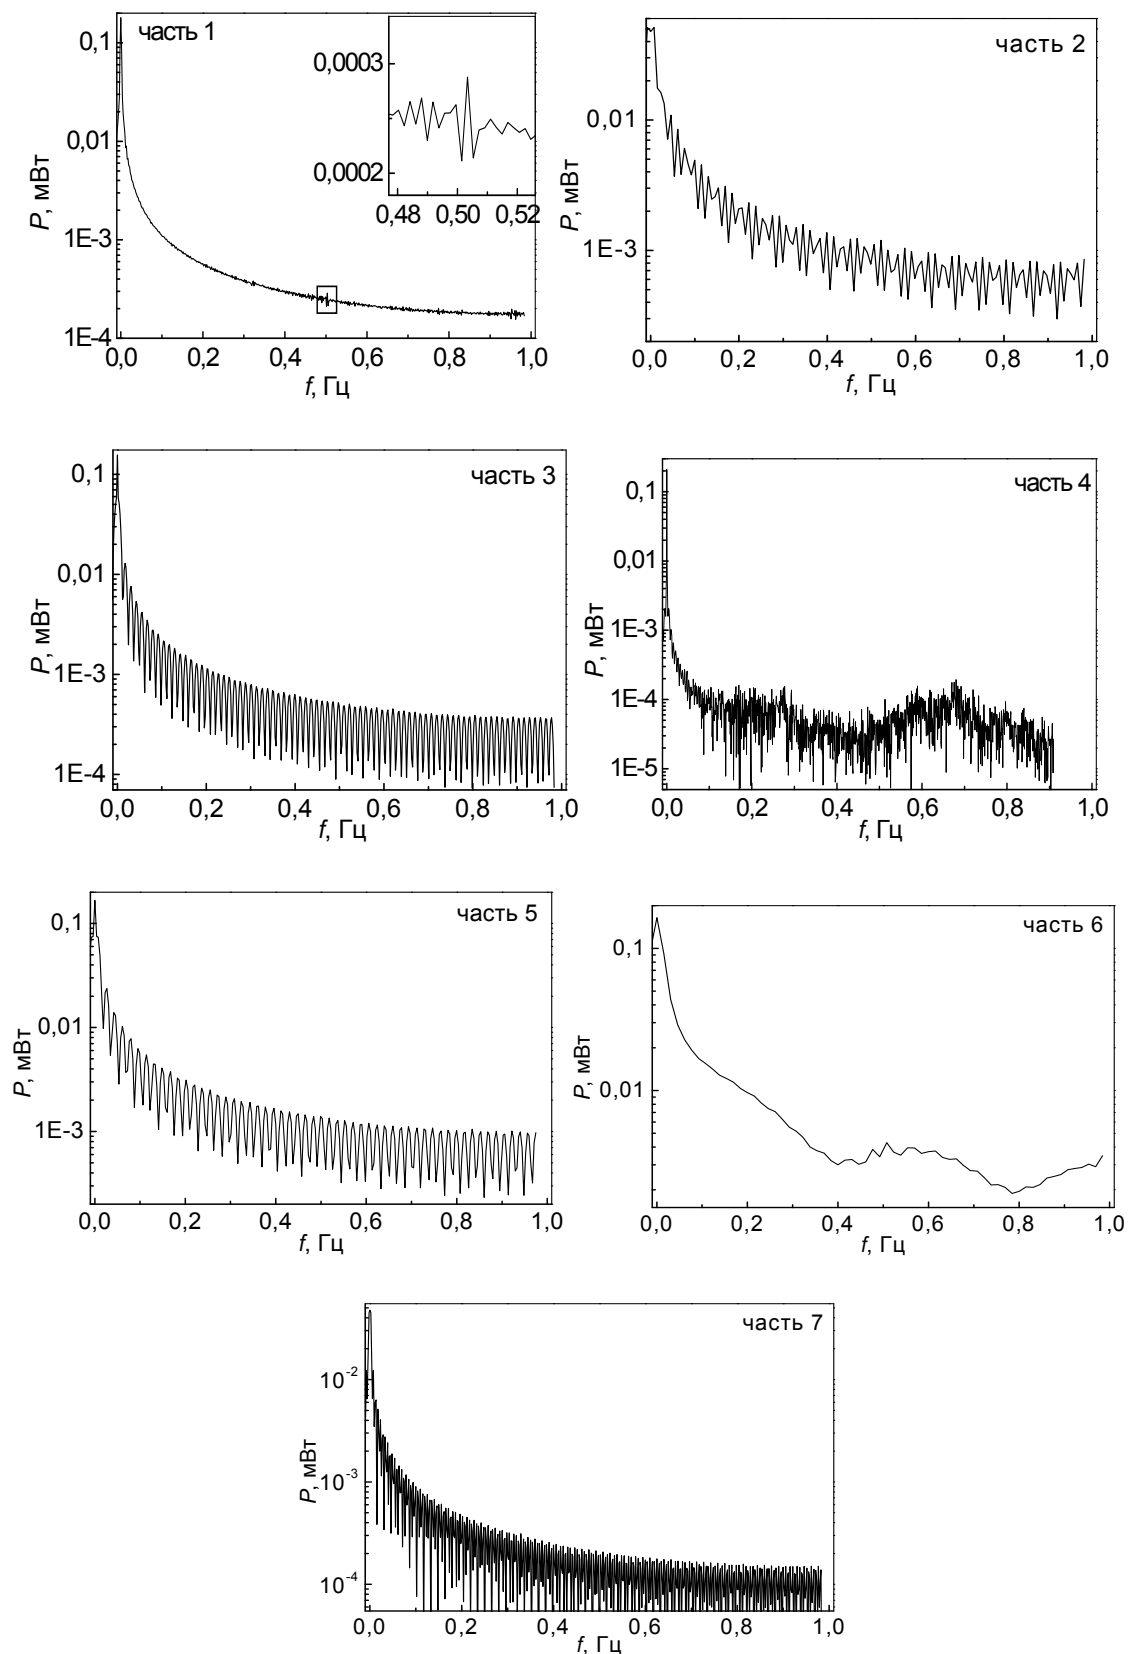 часть 1
P, мВт
0,1
0,01
1E-3
1E-4
0,0003
0,0002
0,48 0,50 0,52
0,0 0,2 0,4 0,6 0,8 1,0
f, Гц
часть 2
P, мВт
0,01
1E-3
0,0 0,2 0,4 0,6 0,8 1,0
f, Гц
часть 3
P, мВт
0,1
0,01
1E-3
1E-4
0,0 0,2 0,4 0,6 0,8 1,0
f, Гц
часть 4
P, мВт
0,1
0,01
1E-3
1E-4
1E-5
0,0 0,2 0,4 0,6 0,8 1,0
f, Гц
часть 5
P, мВт
0,1
0,01
1E-3
0,0 0,2 0,4 0,6 0,8 1,0
f, Гц
часть 6
P, мВт
0,1
0,01
0,0 0,2 0,4 0,6 0,8 1,0
f, Гц
часть 7
P, мВт
10-2
10-3
10-4
0,0 0,2 0,4 0,6 0,8 1,0
f, Гц